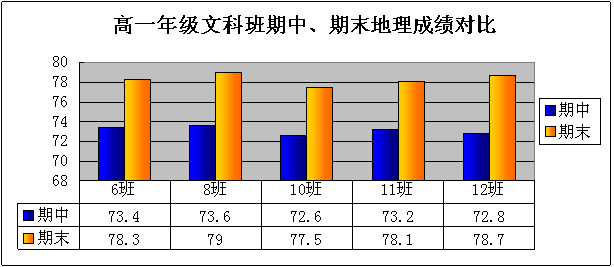 高一年级文科班期中、期末地理成绩对比
80
78
76
74
72
70
68
期中
期末
6班 8班 10班 11班 12班
期中 73.4 73.6 72.6 73.2 72.8
期末 78.3 79 77.5 78.1 78.7